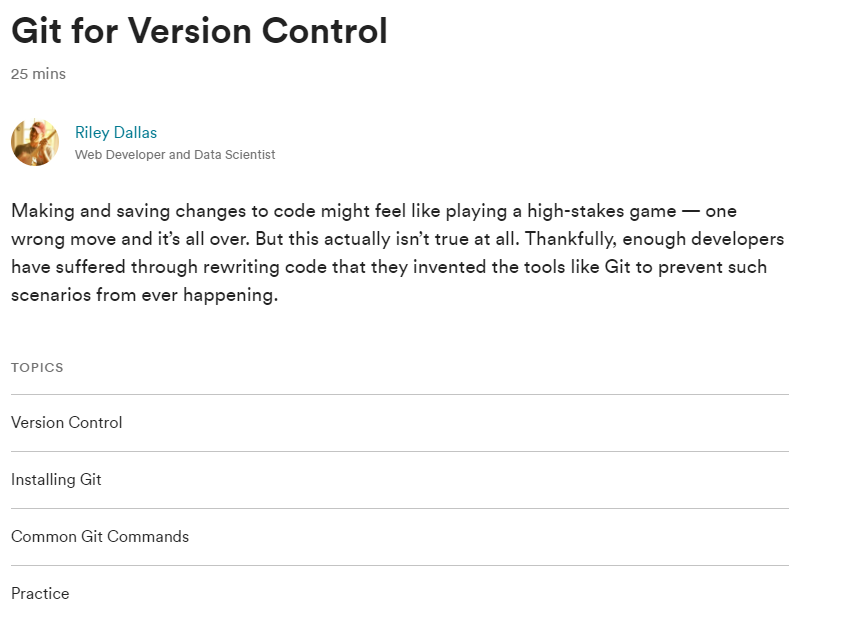 Git for Version Control
25 mins
Riley Dallas
Web Developer and Data Scientist
Making and saving changes to code might feel like playing a high-stakes game — one
wrong move and it’s all over. But this actually isn’t true at all. Thankfully, enough developers
have suffered through rewriting code that they invented the tools like Git to prevent such
scenarios from ever happening.
TOPICS
Version Control
Installing Git
Common Git Commands
Practice